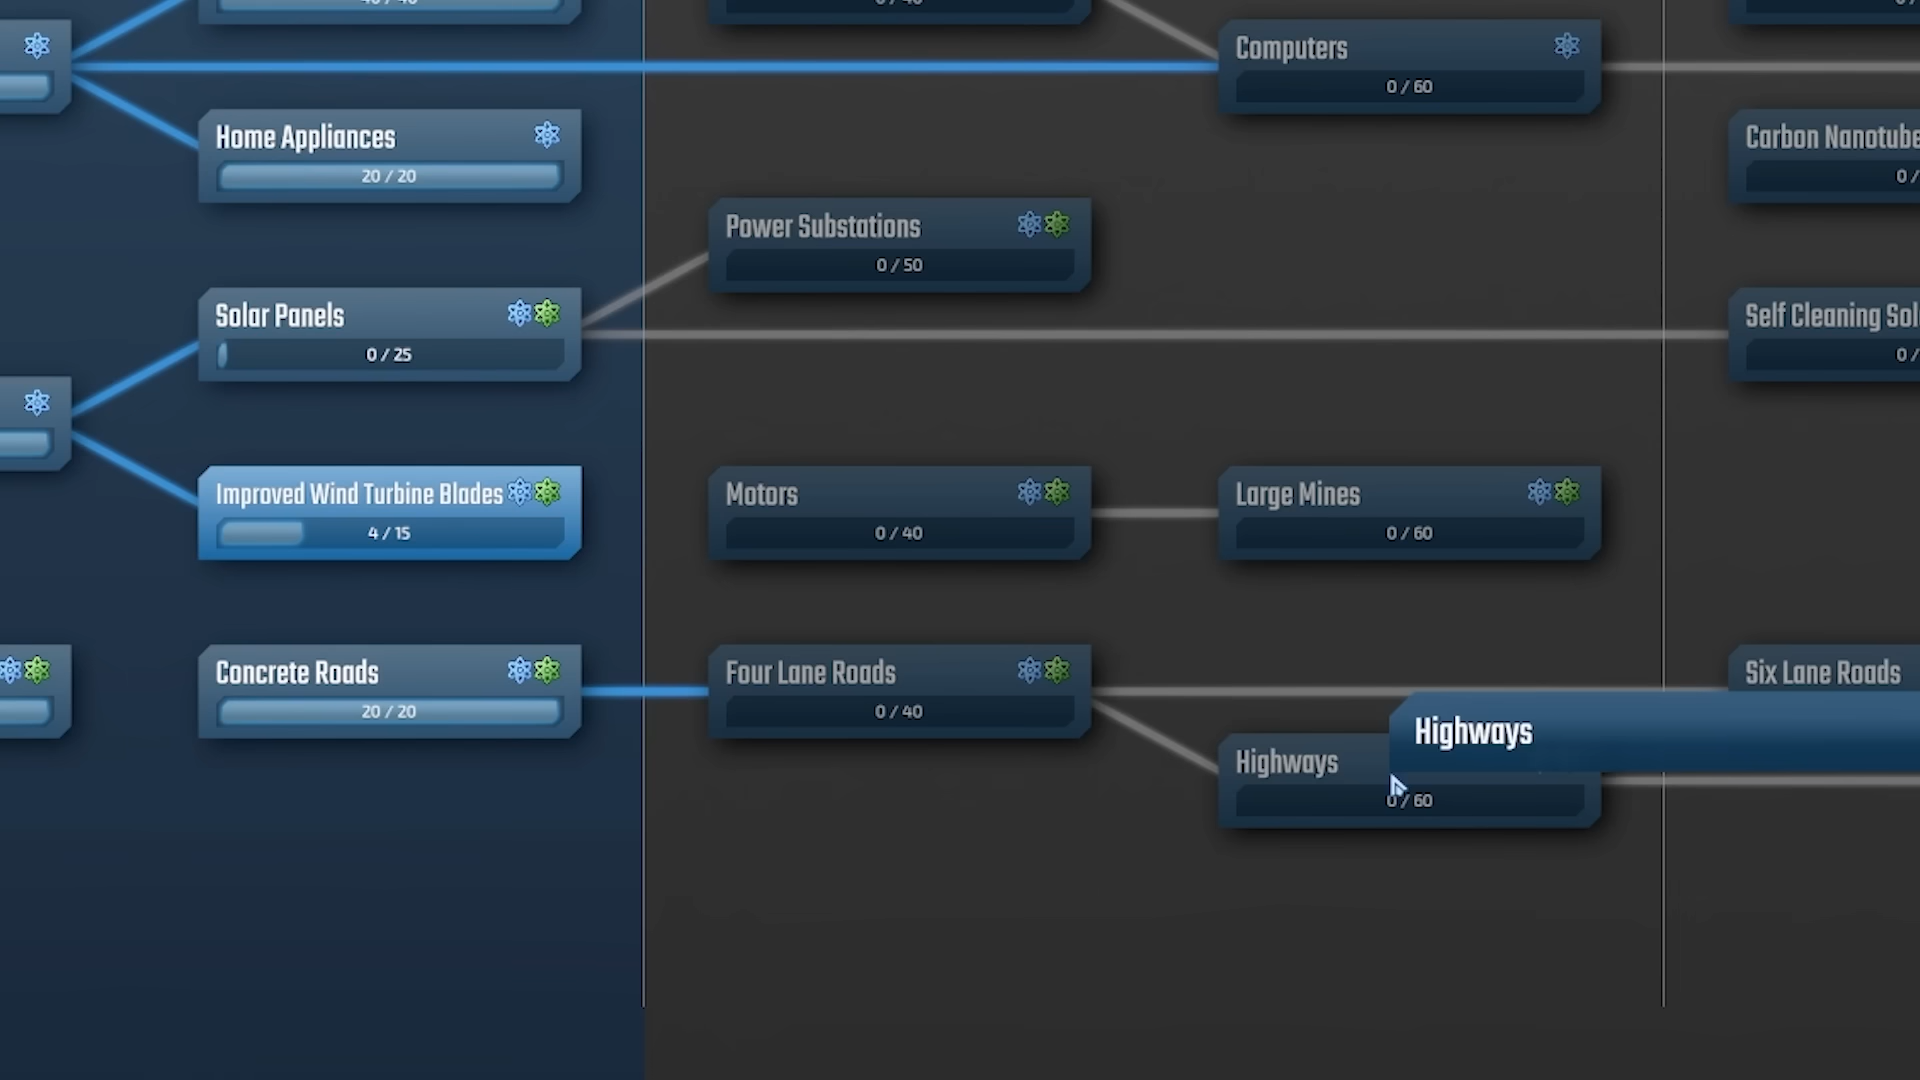 Computers
0 / 60
Home Appliances
20 / 20
Carbon Nanotube
0 /
Power Substations
0 / 50
Solar Panels
0 / 25
Self Cleaning Sol
0 /
Improved Wind Turbine Blades
4 / 15
Motors
0 / 40
Large Mines
0 / 60
Concrete Roads
20 / 20
Four Lane Roads
0 / 40
Six Lane Roads
Highways
Highways
0 / 60